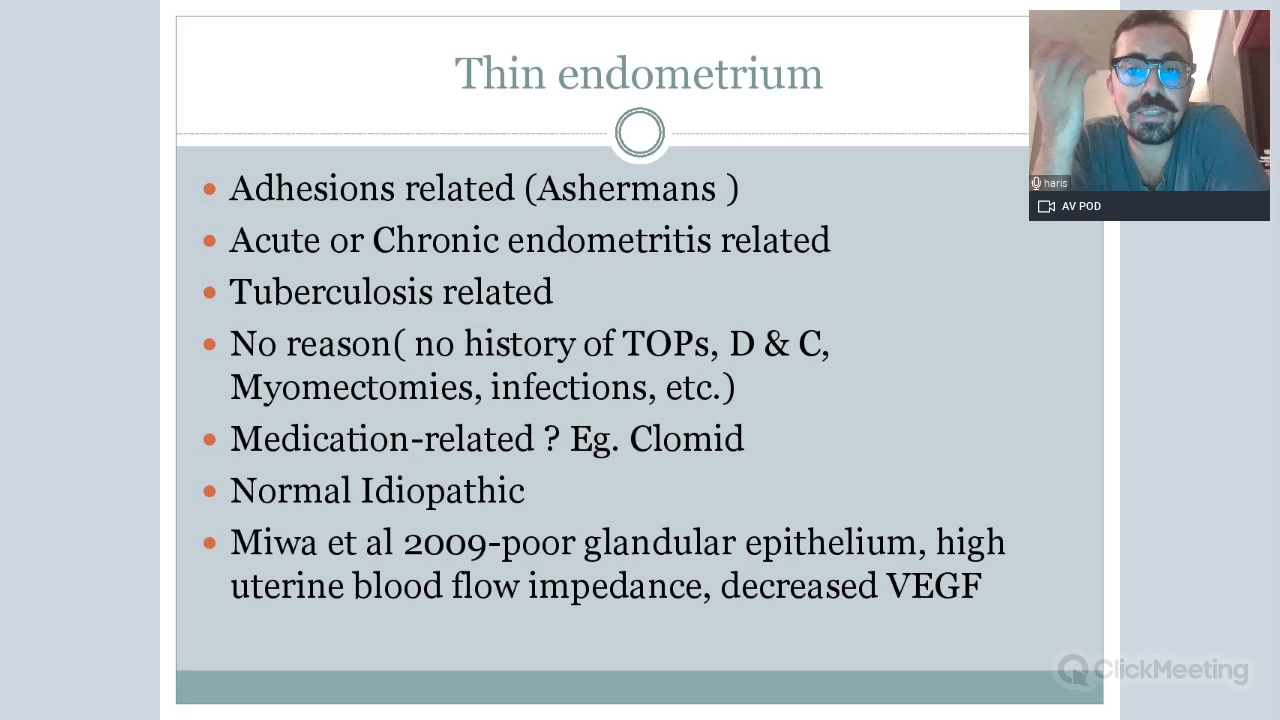 Thin endometrium
Adhesions related (Ashermans )
Acute or Chronic endometritis related
Tuberculosis related
No reason( no history of TOPs, D & C,
Myomectomies, infections, etc.)
Medication-related ? Eg. Clomid
Normal Idiopathic
Miwa et al 2009-poor glandular epithelium, high
uterine blood flow impedance, decreased VEGF
haris
AV POD
ClickMeeting